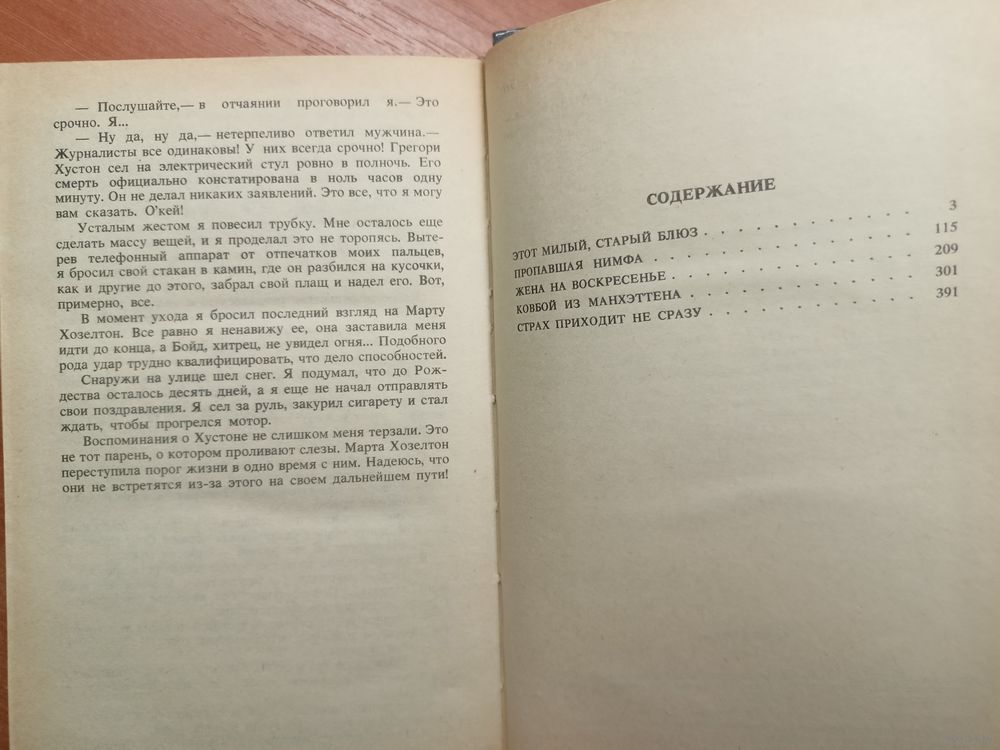 — Послушайте,— в отчаянии проговорил я.— Это
срочно. Я...
— Ну да, ну да,— нетерпеливо ответил мужчина.—
Журналисты все одинаковы! У них всегда срочно! Грегори
Хустон сел на электрический стул ровно в полночь. Его
смерть официально констатирована в ноль часов одну
минуту. Он не делал никаких заявлений. Это все, что я могу
вам сказать. О'кей!
Усталым жестом я повесил трубку. Мне осталось еще
сделать массу вещей, и я проделал это не торопясь. Выте-
рев телефонный аппарат от отпечатков моих пальцев,
я бросил свой стакан в камин, где он разбился на кусочки,
как и другие до этого, забрал свой плащ и надел его. Вот,
примерно, все.
В момент ухода я бросил последний взгляд на Марту
Хозелтон. Все равно я ненавижу ее, она заставила меня
идти до конца, а Бойд, хитрец, не увидел огня... Подобного
рода удар трудно квалифицировать, что дело способностей.
Снаружи на улице шел снег. Я подумал, что до Рож-
дества осталось десять дней, а я еще не начал отправлять
свои поздравления. Я сел за руль, закурил сигарету и стал
ждать, чтобы прогрелся мотор.
Воспоминания о Хустоне не слишком меня терзали. Это
не тот парень, о котором проливают слезы. Марта Хозелтон
переступила порог жизни в одно время с ним. Надеюсь, что
они не встретятся из-за этого на своем дальнейшем пути!
СОДЕРЖАНИЕ
ЭТОТ МИЛЫЙ, СТАРЫЙ БЛЮЗ . . . . . . . . . . 3
ПРОПАВШАЯ НИМФА . . . . . . . . . . . . 115
ЖЕНА НА ВОСКРЕСЕНЬЕ . . . . . . . . . . . 209
КОВБОЙ ИЗ МАНХЭТТЕНА . . . . . . . . . . 301
СТРАХ ПРИХОДИТ НЕ СРАЗУ . . . . . . . . . 391